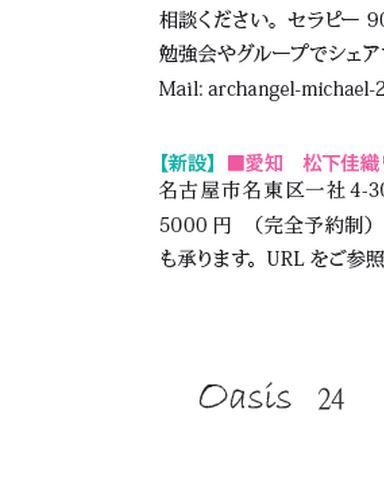 相談ください。セラピー 90
勉強会やグループでシェア
Mail: archangel-michael-2
【新設】 ■愛知　松下佳織
名古屋市名東区一社 4-30
5000 円　（完全予約制）
も承ります。URL をご参照
Oasis 24